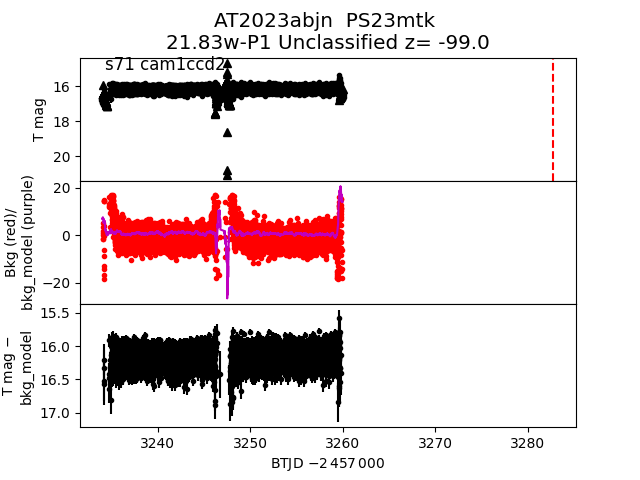 AT2023abjn  PS23mtk
21.83w-P1 Unclassified z= -99.0
s71 cam1ccd2
T mag
16
18
20
Bkg (red)/
bkg_model (purple)
20
0
−20
T mag −
bkg_model
15.5
16.0
16.5
17.0
3240 3250 3260 3270 3280
BTJD −2 457 000